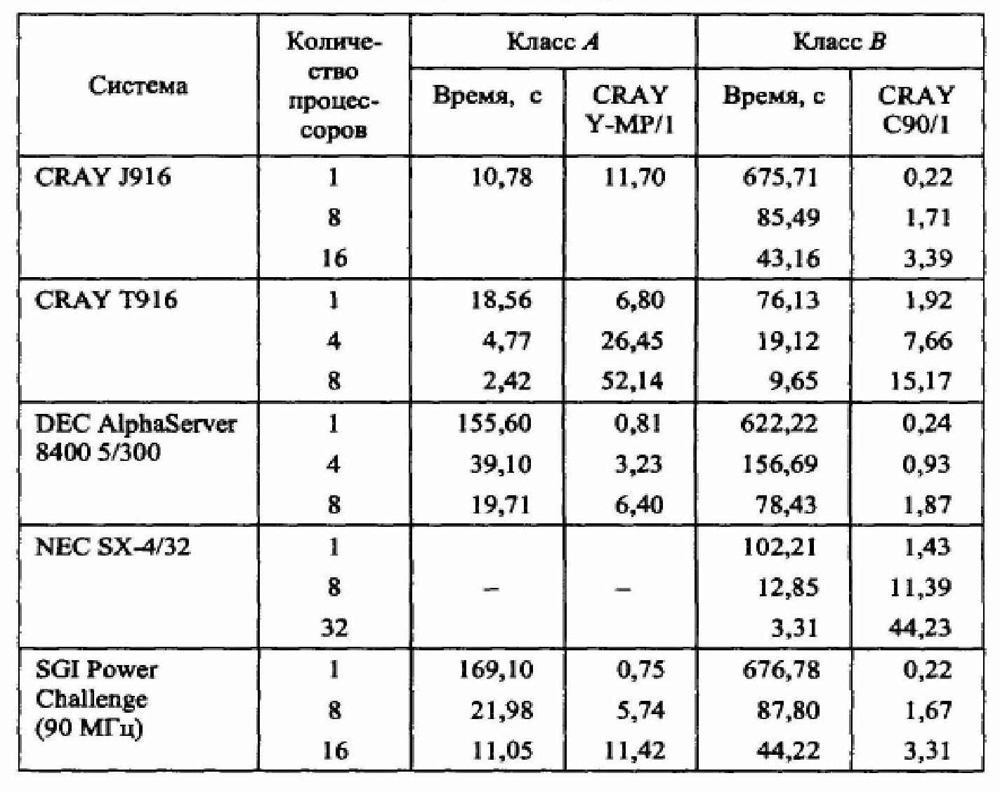 Система
Количе-
ство
процес-
соров
Класс A
Класс B
Время, с
CRAY
Y-MP/1
Время, с
CRAY
C90/1
CRAY J916 1 10,78 11,70 675,71 0,22
8 85,49 1,71
16 43,16 3,39
CRAY T916 1 18,56 6,80 76,13 1,92
4 4,77 26,45 19,12 7,66
8 2,42 52,14 9,65 15,17
DEC AlphaServer 1 155,60 0,81 622,22 0,24
8400 5/300 4 39,10 3,23 156,69 0,93
8 19,71 6,40 78,43 1,87
NEC SX-4/32 1 102,21 1,43
8 – – 12,85 11,39
32 3,31 44,23
SGI Power 1 169,10 0,75 676,78 0,22
Challenge 8 21,98 5,74 87,80 1,67
(90 МГц) 16 11,05 11,42 44,22 3,31